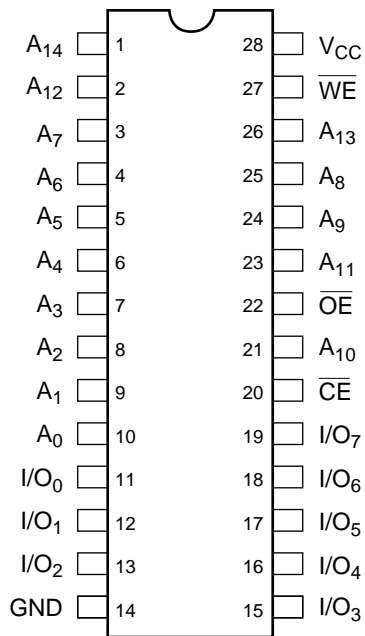 A14 1 28 VCC
A12 2 27 WE
A7 3 26 A13
A6 4 25 A8
A5 5 24 A9
A4 6 23 A11
A3 7 22 OE
A2 8 21 A10
A1 9 20 CE
A0 10 19 I/O7
I/O0 11 18 I/O6
I/O1 12 17 I/O5
I/O2 13 16 I/O4
GND 14 15 I/O3